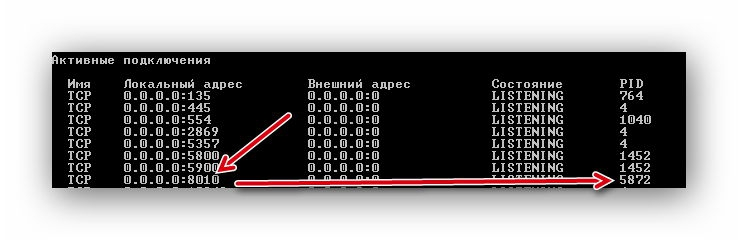 Активные подключения
Имя Локальный адрес Внешний адрес Состояние PID
TCP 0.0.0.0:135 0.0.0.0:0 LISTENING 764
TCP 0.0.0.0:445 0.0.0.0:0 LISTENING 4
TCP 0.0.0.0:554 0.0.0.0:0 LISTENING 1040
TCP 0.0.0.0:2869 0.0.0.0:0 LISTENING 4
TCP 0.0.0.0:5357 0.0.0.0:0 LISTENING 4
TCP 0.0.0.0:5800 0.0.0.0:0 LISTENING 1452
TCP 0.0.0.0:5900 0.0.0.0:0 LISTENING 1452
TCP 0.0.0.0:8010 0.0.0.0:0 LISTENING 5872